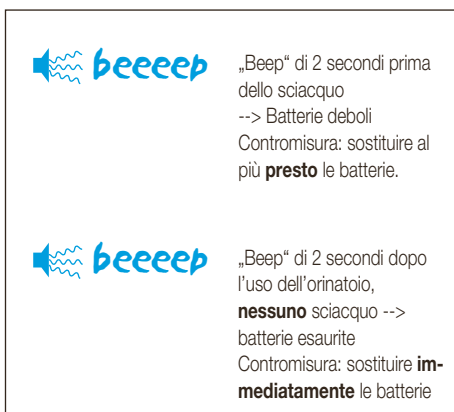 beeeep
„Beep“ di 2 secondi prima
dello sciacquo
--> Batterie deboli
Contromisura: sostituire al
più presto le batterie.
beeeep
„Beep“ di 2 secondi dopo
l'uso dell'orinatoio,
nessuno sciacquo -->
batterie esaurite
Contromisura: sostituire im-
mediatamente le batterie